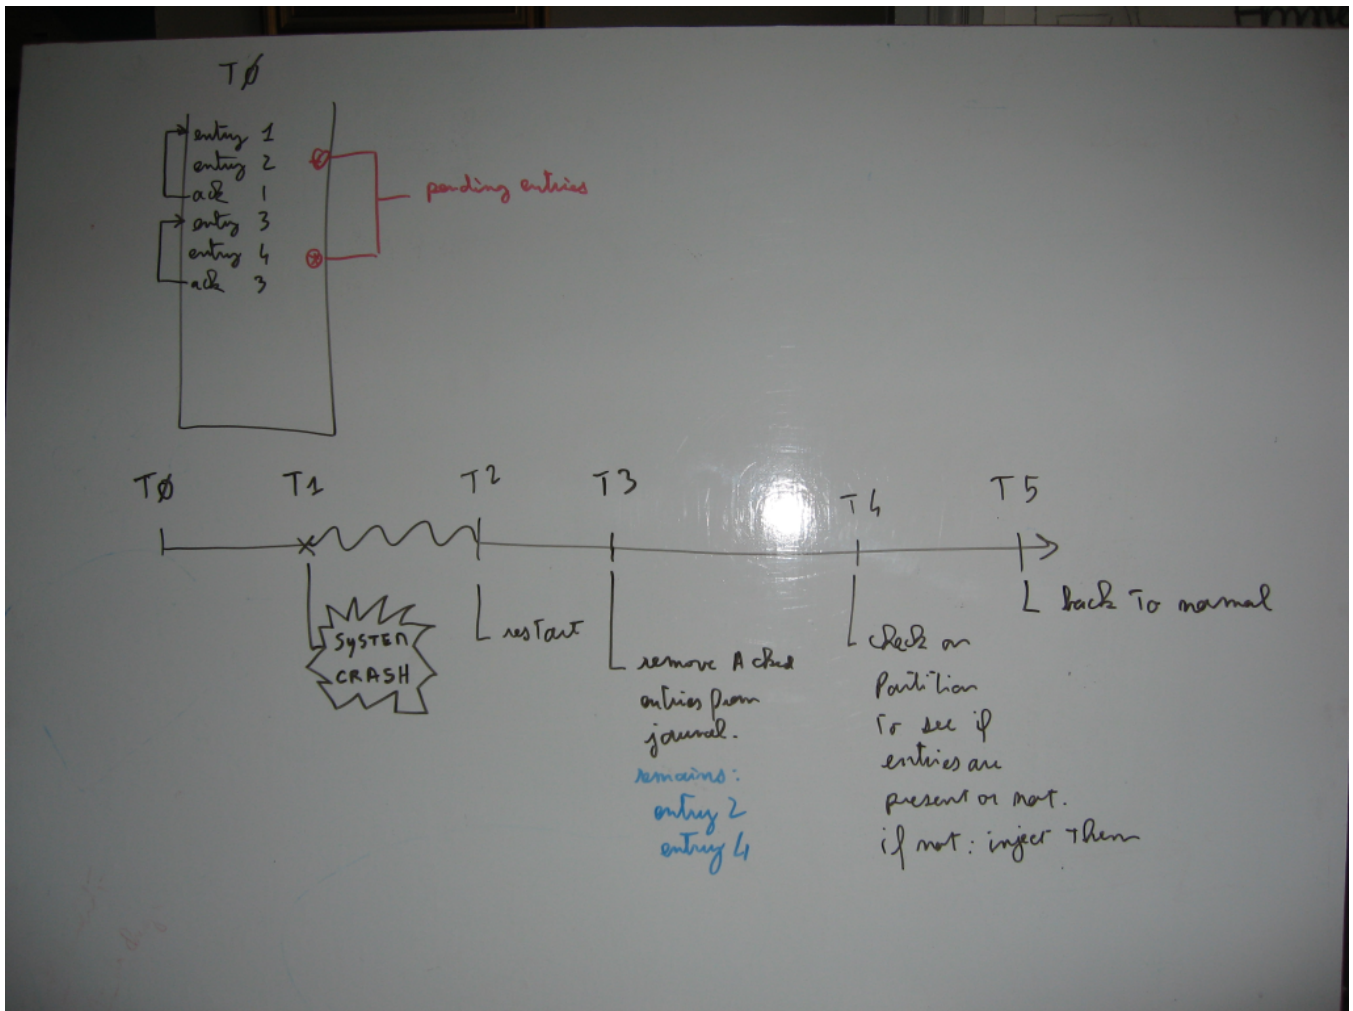 TØ
entry 1
entry 2
ack 1
entry 3
entry 4
ack 3
pending entries
TØ
T1
T2
T3
T4
T5
SYSTEM
CRASH
restart
remove Acked
entries from
journal.
remains:
entry 2
entry 4
check on
Partition
To see if
entries are
present or not.
if not: inject Them
back To normal